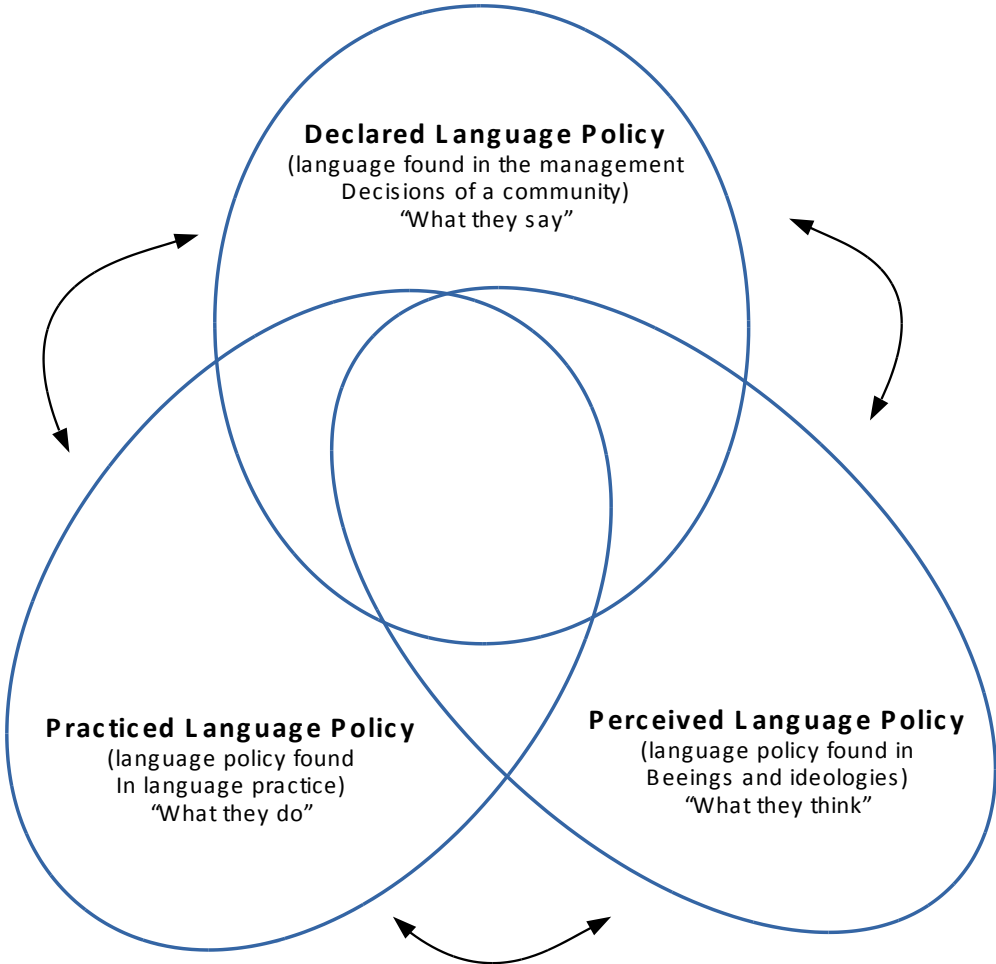 Declared Language Policy
(language found in the management
Decisions of a community)
“What they say”
Practiced Language Policy
(language policy found
In language practice)
“What they do”
Perceived Language Policy
(language policy found in
Beeings and ideologies)
“What they think”